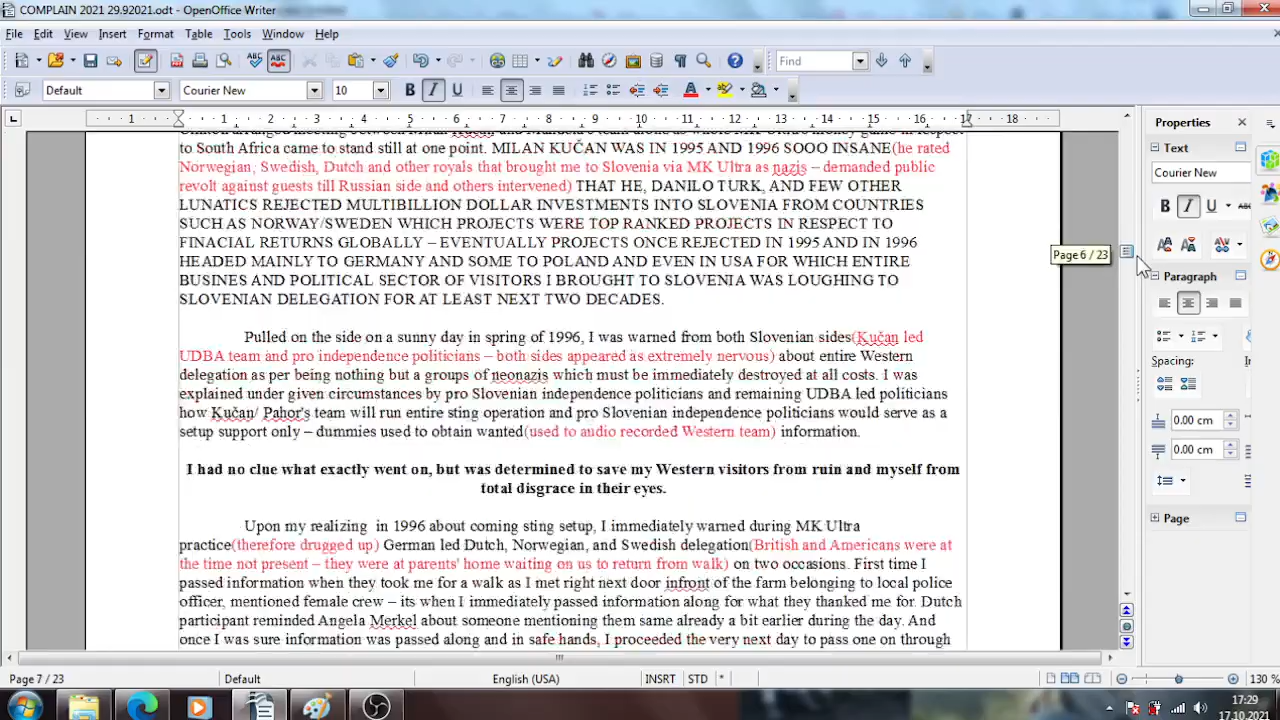 COMPLAIN 2021 29.92021.odt - OpenOffice Writer
File Edit View Insert Format Table Tools Window Help
Find
Default Courier New 10 B I U
1 1 2 3 4 5 6 7 8 9 10 11 12 13 14 15 16 17 18
to South Africa came to stand still at one point. MILAN KUČAN WAS IN 1995 AND 1996 SOOO INSANE(he rated
Norwegian, Swedish, Dutch and other royals that brought me to Slovenia via MK Ultra as nazis – demanded public
revolt against guests till Russian side and others intervened) THAT HE, DANILO TURK, AND FEW OTHER
LUNATICS REJECTED MULTIBILLION DOLLAR INVESTMENTS INTO SLOVENIA FROM COUNTRIES
SUCH AS NORWAY/SWEDEN WHICH PROJECTS WERE TOP RANKED PROJECTS IN RESPECT TO
FINACIAL RETURNS GLOBALLY – EVENTUALLY PROJECTS ONCE REJECTED IN 1995 AND IN 1996
HEADED MAINLY TO GERMANY AND SOME TO POLAND AND EVEN IN USA FOR WHICH ENTIRE
BUSINES AND POLITICAL SECTOR OF VISITORS I BROUGHT TO SLOVENIA WAS LOUGHING TO
SLOVENIAN DELEGATION FOR AT LEAST NEXT TWO DECADES.
Pulled on the side on a sunny day in spring of 1996, I was warned from both Slovenian sides(Kučan led
UDBA team and pro independence politicians – both sides appeared as extremely nervous) about entire Western
delegation as per being nothing but a groups of neonazis which must be immediately destroyed at all costs. I was
explained under given circumstances by pro Slovenian independence politicians and remaining UDBA led politicians
how Kučan/ Pahor's team will run entire sting operation and pro Slovenian independence politicians would serve as a
setup support only – dummies used to obtain wanted(used to audio recorded Western team) information.
I had no clue what exactly went on, but was determined to save my Western visitors from ruin and myself from
total disgrace in their eyes.
Upon my realizing in 1996 about coming sting setup, I immediately warned during MK Ultra
practice(therefore drugged up) German led Dutch, Norwegian, and Swedish delegation(British and Americans were at
the time not present – they were at parents' home waiting on us to return from walk) on two occasions. First time I
passed information when they took me for a walk as I met right next door infront of the farm belonging to local police
officer, mentioned female crew – its when I immediately passed information along for what they thanked me for. Dutch
participant reminded Angela Merkel about someone mentioning them same already a bit earlier during the day. And
once I was sure information was passed along and in safe hands, I proceeded the very next day to pass one on through
Page 6 / 23
Properties
Text
Courier New
B I U ABC
Paragraph
Spacing:
0.00 cm
0.00 cm
Page
Page 7 / 23 Default English (USA) INSRT STD * 130 %
17:29
17.10.2021